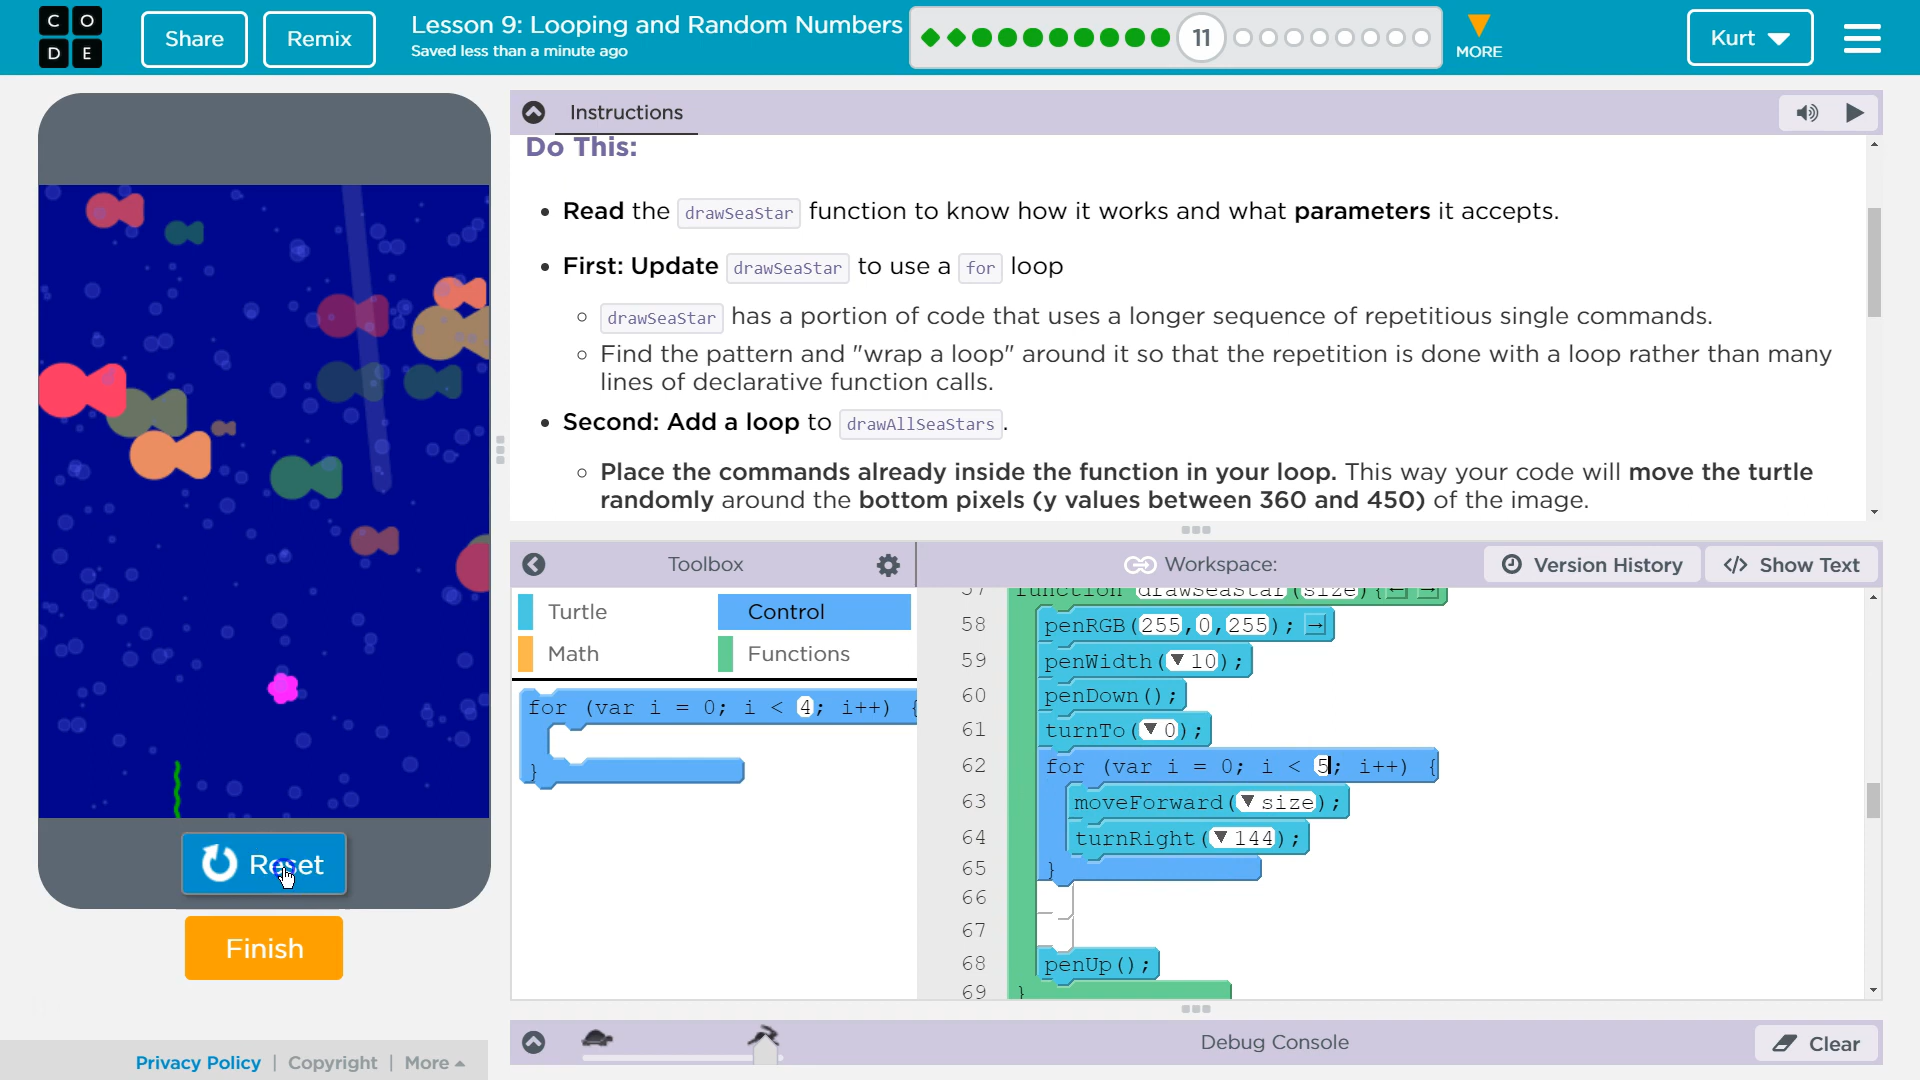 C O D E
Share
Remix
Lesson 9: Looping and Random Numbers
Saved less than a minute ago
11
MORE
Kurt
Instructions
Do This:
Read the drawSeaStar function to know how it works and what parameters it accepts.
First: Update drawSeaStar to use a for loop
drawSeaStar has a portion of code that uses a longer sequence of repetitious single commands.
Find the pattern and "wrap a loop" around it so that the repetition is done with a loop rather than many
lines of declarative function calls.
Second: Add a loop to drawAllSeaStars.
Place the commands already inside the function in your loop. This way your code will move the turtle
randomly around the bottom pixels (y values between 360 and 450) of the image.
Toolbox
Workspace:
Version History
</> Show Text
Turtle
Control
Math
Functions
for (var i = 0; i < 4; i++) {
}
57 function drawSeaStar(size){
58 penRGB(255,0,255);
59 penWidth(10);
60 penDown();
61 turnTo(0);
62 for (var i = 0; i < 5; i++) {
63 moveForward(size);
64 turnRight(144);
65 }
66
67
68 penUp();
69 }
Reset
Finish
Debug Console
Clear
Privacy Policy | Copyright | More